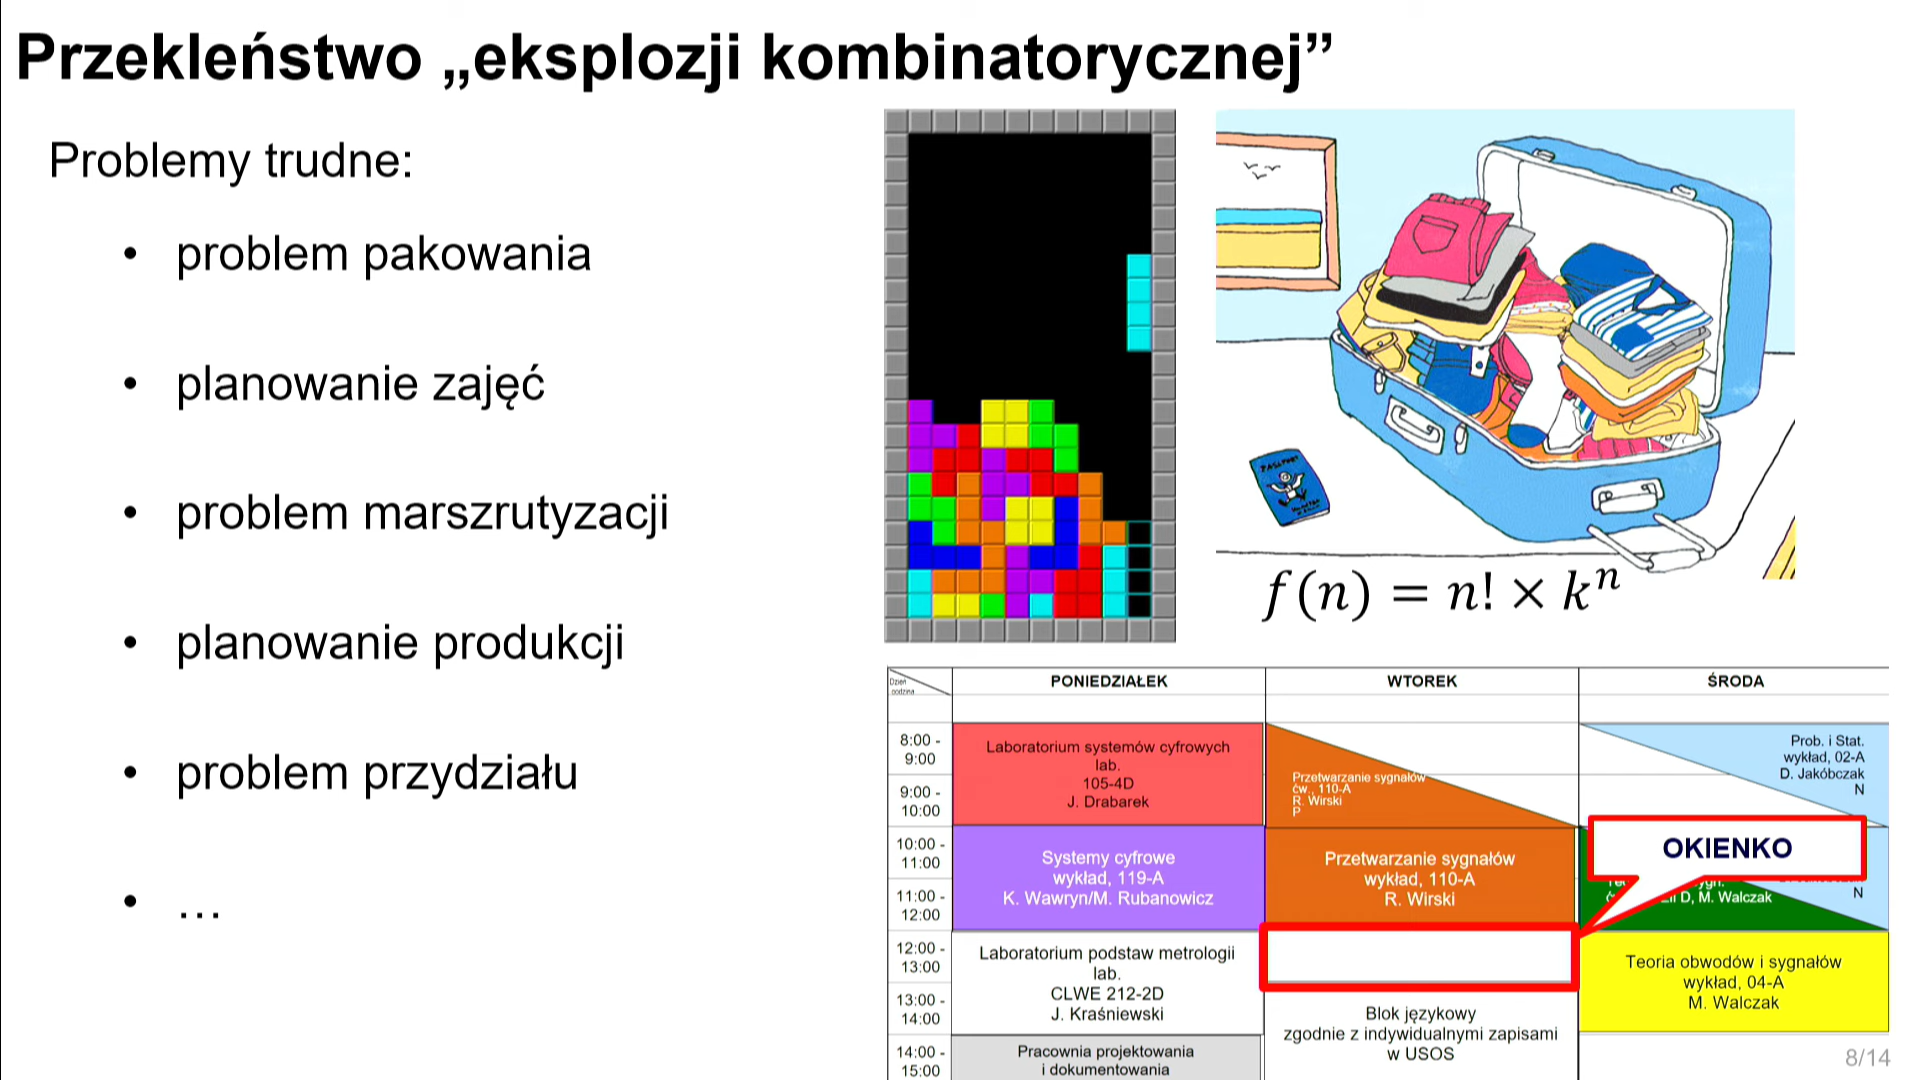 Przekleństwo „eksplozji kombinatorycznej”
Problemy trudne:
• problem pakowania
• planowanie zajęć
• problem marszrutyzacji
• planowanie produkcji
• problem przydziału
• …
PASSPORT
f(n) = n! × kⁿ
Dzień
godzina
PONIEDZIAŁEK
WTOREK
ŚRODA
8:00 -
9:00
Laboratorium systemów cyfrowych
lab.
105-4D
J. Drabarek
Przetwarzanie sygnałów
ćw., 110-A
R. Wirski
P
Prob. i Stat.
wykład, 02-A
D. Jakóbczak
N
9:00 -
10:00
10:00 -
11:00
Systemy cyfrowe
wykład, 119-A
K. Wawryn/M. Rubanowicz
Przetwarzanie sygnałów
wykład, 110-A
R. Wirski
OKIENKO
D, M. Walczak
N
11:00 -
12:00
12:00 -
13:00
Laboratorium podstaw metrologii
lab.
CLWE 212-2D
J. Kraśniewski
Teoria obwodów i sygnałów
wykład, 04-A
M. Walczak
13:00 -
14:00
Blok językowy
zgodnie z indywidualnymi zapisami
w USOS
14:00 -
15:00
Pracownia projektowania
i dokumentowania
8/14